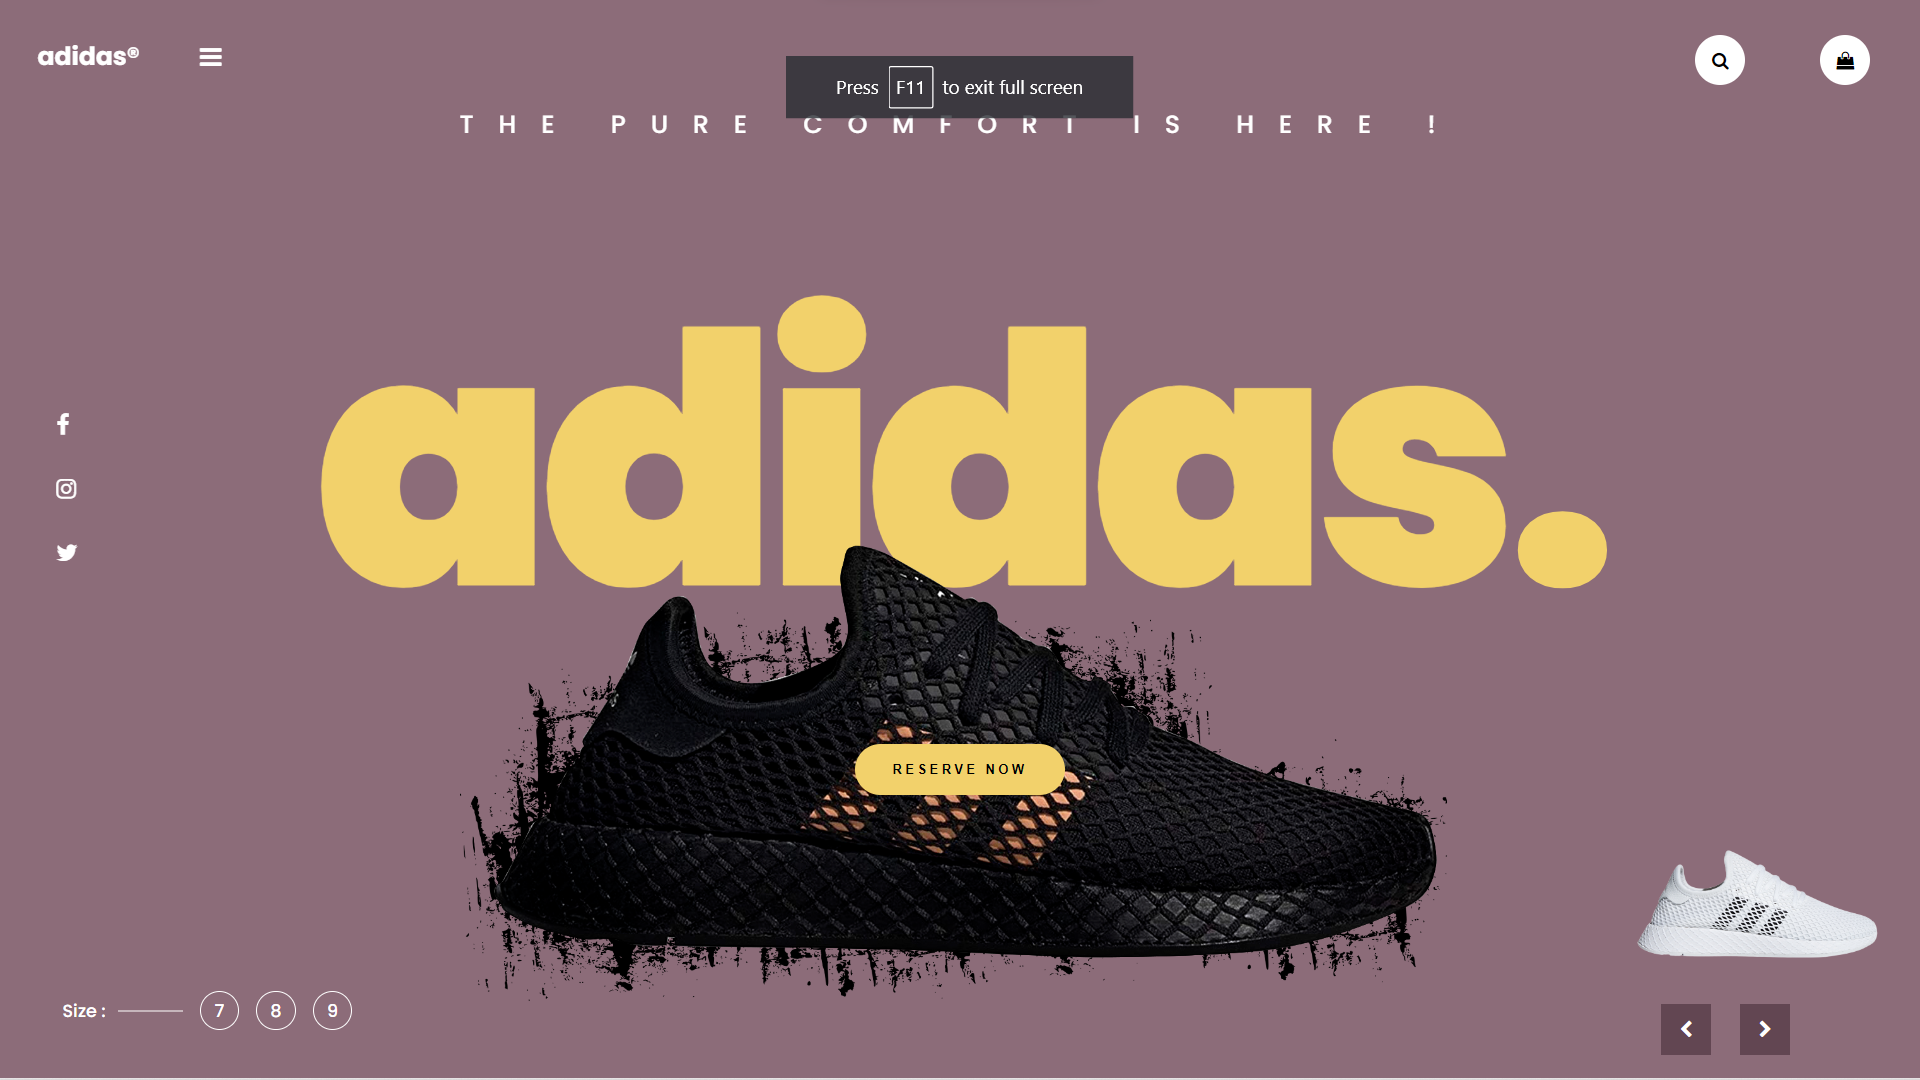 adidas®
Press F11 to exit full screen
THE PURE COMFORT IS HERE !
adidas.
RESERVE NOW
Size : 7 8 9